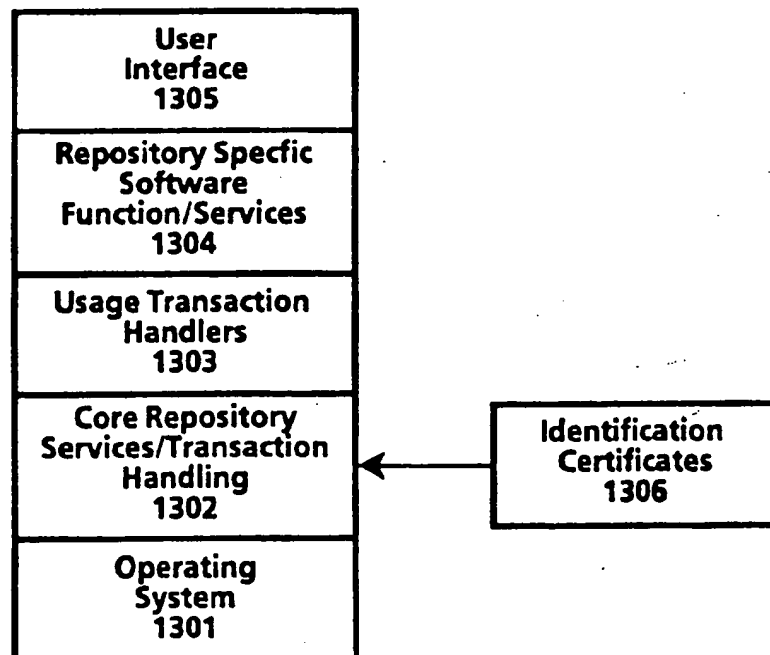 User
Interface
1305
Repository Specfic
Software
Function/Services
1304
Usage Transaction
Handlers
1303
Core Repository
Services/Transaction
Handling
1302
Identification
Certificates
1306
Operating
System
1301